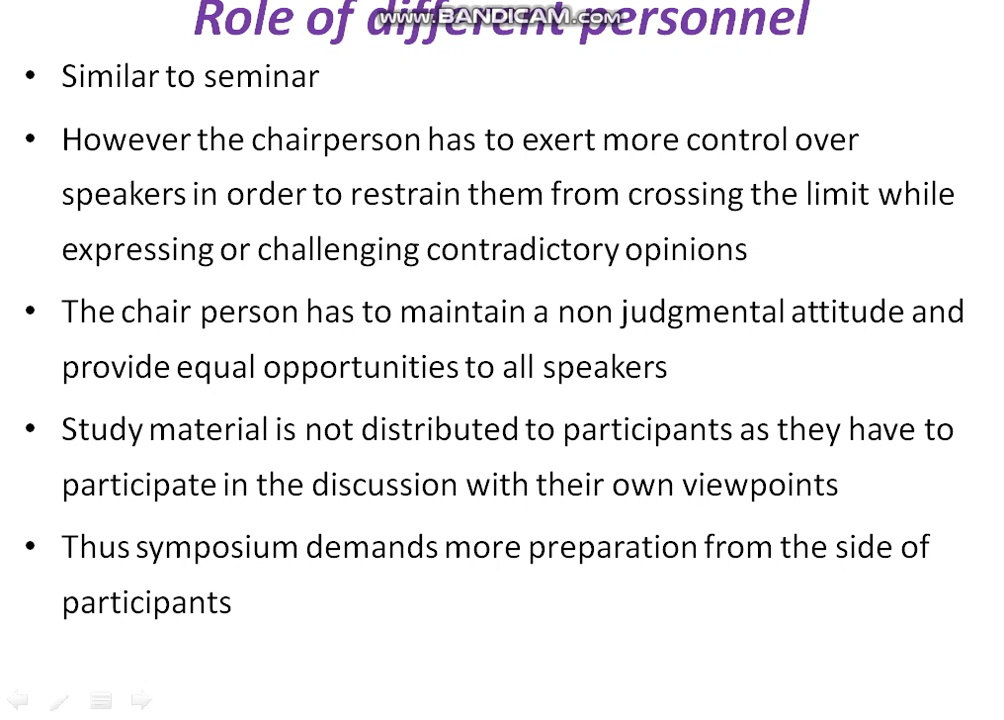 Role of different personnel
www.BANDICAM.com
• Similar to seminar
• However the chairperson has to exert more control over
speakers in order to restrain them from crossing the limit while
expressing or challenging contradictory opinions
• The chair person has to maintain a non judgmental attitude and
provide equal opportunities to all speakers
• Study material is not distributed to participants as they have to
participate in the discussion with their own viewpoints
• Thus symposium demands more preparation from the side of
participants